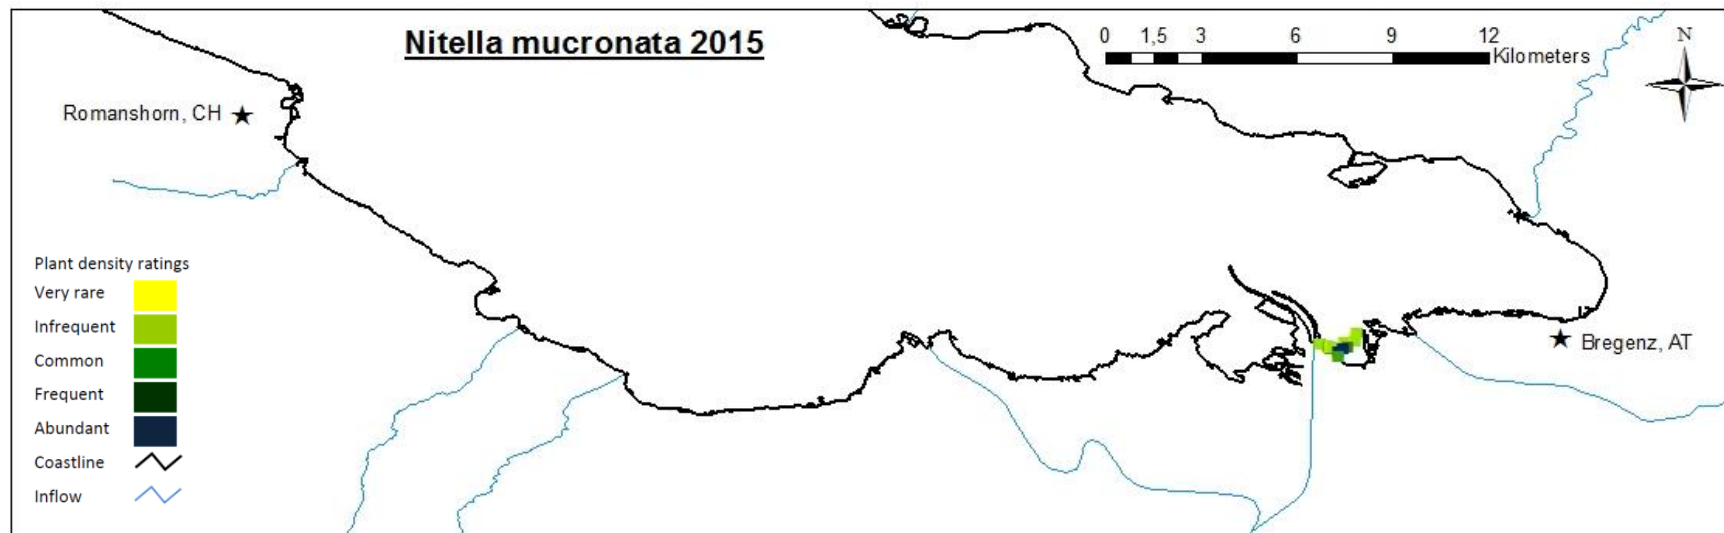 Nitella mucronata 2015
0 1,5 3 6 9 12
Kilometers
N
Romanshorn, CH
Plant density ratings
Very rare
Infrequent
Common
Frequent
Abundant
Coastline
Inflow
Bregenz, AT